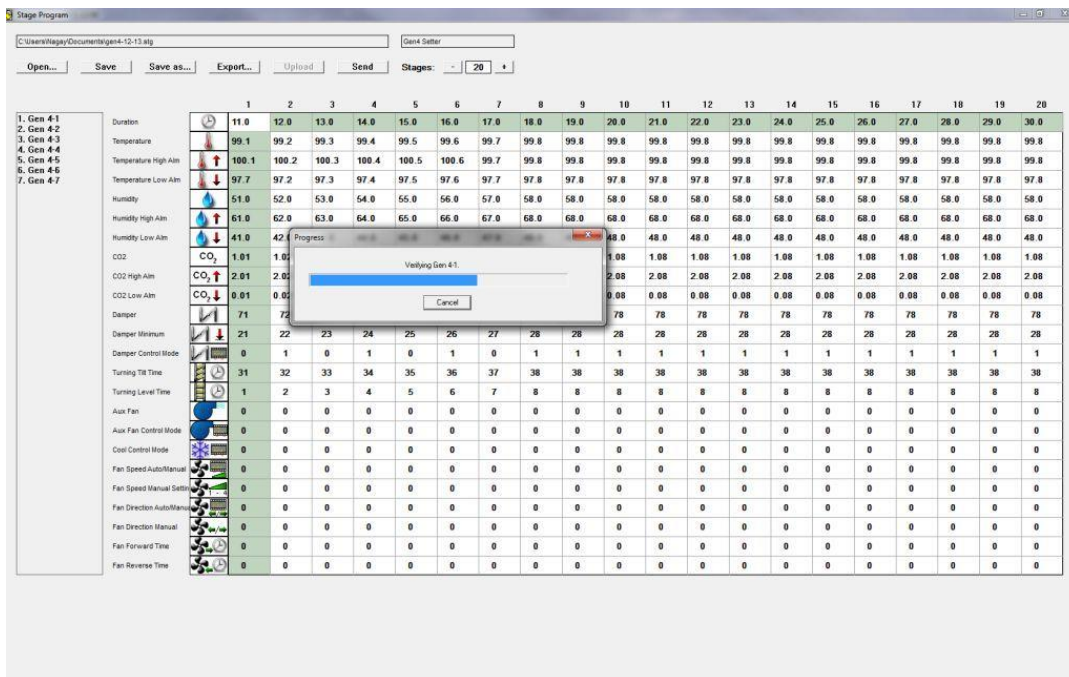 Stage Program
C:\Users\Nagay\Documents\gen4-12-13.stg Gen4 Setter
Open... Save Save as... Export... Upload Send Stages: - 20 +
1 2 3 4 5 6 7 8 9 10 11 12 13 14 15 16 17 18 19 20
1. Gen 4-1
2. Gen 4-2
3. Gen 4-3
4. Gen 4-4
5. Gen 4-5
6. Gen 4-6
7. Gen 4-7
Duration 11.0 12.0 13.0 14.0 15.0 16.0 17.0 18.0 19.0 20.0 21.0 22.0 23.0 24.0 25.0 26.0 27.0 28.0 29.0 30.0
Temperature 99.1 99.2 99.3 99.4 99.5 99.6 99.7 99.8 99.8 99.8 99.8 99.8 99.8 99.8 99.8 99.8 99.8 99.8 99.8 99.8
Temperature High Alm 100.1 100.2 100.3 100.4 100.5 100.6 99.7 99.8 99.8 99.8 99.8 99.8 99.8 99.8 99.8 99.8 99.8 99.8 99.8 99.8
Temperature Low Alm 97.7 97.2 97.3 97.4 97.5 97.6 97.7 97.8 97.8 97.8 97.8 97.8 97.8 97.8 97.8 97.8 97.8 97.8 97.8 97.8
Humidity 51.0 52.0 53.0 54.0 55.0 56.0 57.0 58.0 58.0 58.0 58.0 58.0 58.0 58.0 58.0 58.0 58.0 58.0 58.0 58.0
Humidity High Alm 61.0 62.0 63.0 64.0 65.0 66.0 67.0 68.0 68.0 68.0 68.0 68.0 68.0 68.0 68.0 68.0 68.0 68.0 68.0 68.0
Humidity Low Alm 41.0 48.0 48.0 48.0 48.0 48.0 48.0 48.0 48.0 48.0 48.0 48.0
Progress
Verifying Gen 4-1.
Cancel
CO2 CO2 1.01 1.08 1.08 1.08 1.08 1.08 1.08 1.08 1.08 1.08 1.08 1.08
CO2 High Alm CO2 2.01 2.08 2.08 2.08 2.08 2.08 2.08 2.08 2.08 2.08 2.08 2.08
CO2 Low Alm CO2 0.01 0.08 0.08 0.08 0.08 0.08 0.08 0.08 0.08 0.08 0.08 0.08
Damper 71 78 78 78 78 78 78 78 78 78 78 78
Damper Minimum 21 22 23 24 25 26 27 28 28 28 28 28 28 28 28 28 28 28 28 28
Damper Control Mode 0 1 0 1 0 1 0 1 1 1 1 1 1 1 1 1 1 1 1 1
Turning Tilt Time 31 32 33 34 35 36 37 38 38 38 38 38 38 38 38 38 38 38 38 38
Turning Level Time 1 2 3 4 5 6 7 8 8 8 8 8 8 8 8 8 8 8 8 8
Aux Fan 0 0 0 0 0 0 0 0 0 0 0 0 0 0 0 0 0 0 0 0
Aux Fan Control Mode 0 0 0 0 0 0 0 0 0 0 0 0 0 0 0 0 0 0 0 0
Cool Control Mode 0 0 0 0 0 0 0 0 0 0 0 0 0 0 0 0 0 0 0 0
Fan Speed Auto/Manual 0 0 0 0 0 0 0 0 0 0 0 0 0 0 0 0 0 0 0 0
Fan Speed Manual Settin 0 0 0 0 0 0 0 0 0 0 0 0 0 0 0 0 0 0 0 0
Fan Direction Auto/Manu 0 0 0 0 0 0 0 0 0 0 0 0 0 0 0 0 0 0 0 0
Fan Direction Manual 0 0 0 0 0 0 0 0 0 0 0 0 0 0 0 0 0 0 0 0
Fan Forward Time 0 0 0 0 0 0 0 0 0 0 0 0 0 0 0 0 0 0 0 0
Fan Reverse Time 0 0 0 0 0 0 0 0 0 0 0 0 0 0 0 0 0 0 0 0